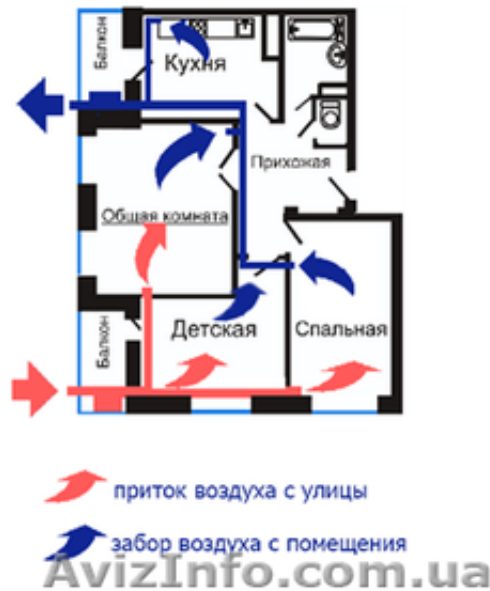 Балкон
Кухня
Прихожая
Общая комната
Балкон
Детская
Спальная
приток воздуха с улицы
забор воздуха с помещения
AvizInfo.com.ua